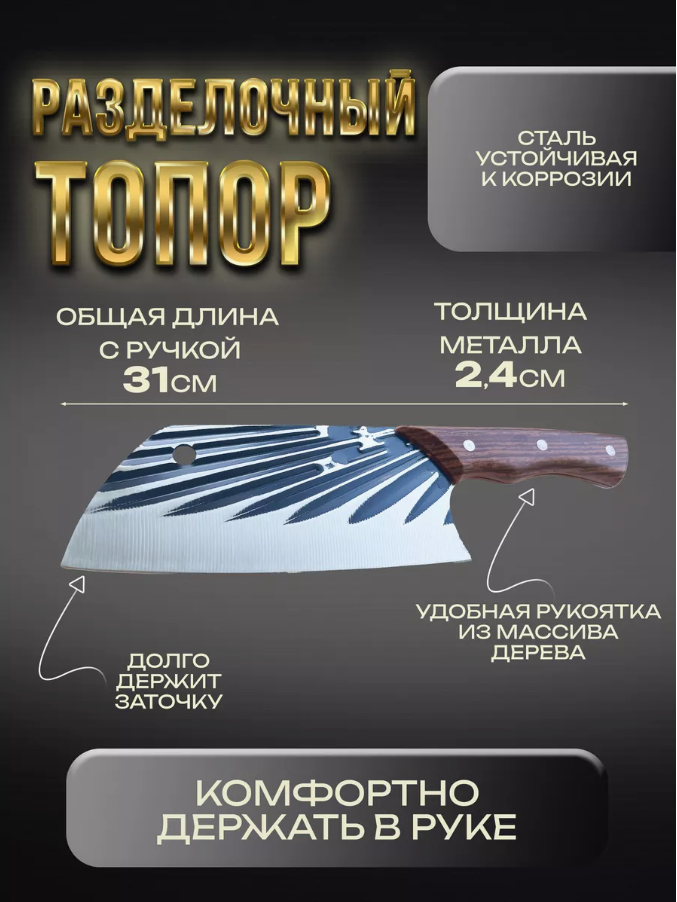 РАЗДЕЛОЧНЫЙ
ТОПОР
СТАЛЬ
УСТОЙЧИВАЯ
К КОРРОЗИИ
ОБЩАЯ ДЛИНА
С РУЧКОЙ
31СМ
ТОЛЩИНА
МЕТАЛЛА
2,4СМ
УДОБНАЯ РУКОЯТКА
ИЗ МАССИВА
ДЕРЕВА
ДОЛГО
ДЕРЖИТ
ЗАТОЧКУ
КОМФОРТНО
ДЕРЖАТЬ В РУКЕ